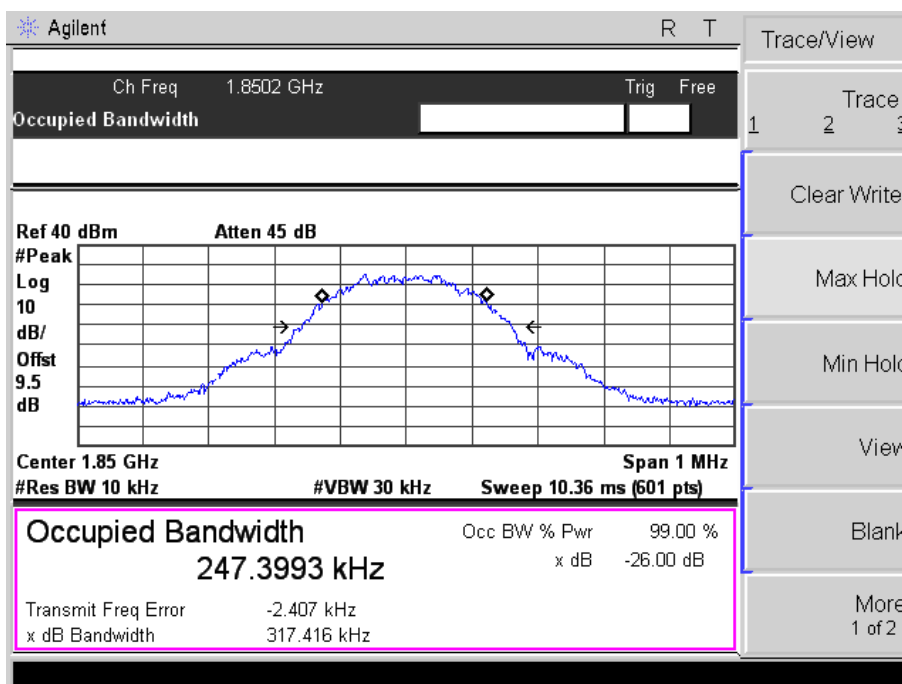 Agilent R T
Ch Freq 1.8502 GHz Trig Free
Occupied Bandwidth
Ref 40 dBm Atten 45 dB
#Peak
Log
10
dB/
Offst
9.5
dB
Center 1.85 GHz Span 1 MHz
#Res BW 10 kHz #VBW 30 kHz Sweep 10.36 ms (601 pts)
Occupied Bandwidth
247.3993 kHz
Occ BW % Pwr 99.00 %
x dB -26.00 dB
Transmit Freq Error -2.407 kHz
x dB Bandwidth 317.416 kHz
Trace/View
Trace
1 2 3
Clear Write
Max Hold
Min Hold
View
Blank
More
1 of 2